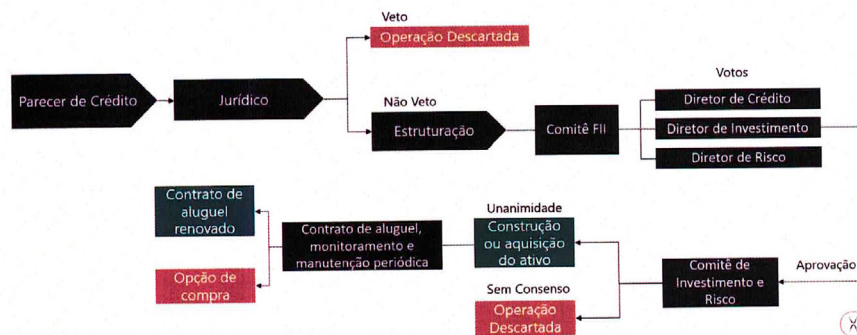 Veto
Operação Descartada
Parecer de Crédito
Jurídico
Não Veto
Estruturação
Comitê FII
Votos
Diretor de Crédito
Diretor de Investimento
Diretor de Risco
Contrato de
aluguel
renovado
Opção de
compra
Contrato de aluguel,
monitoramento e
manutenção periódica
Unanimidade
Construção
ou aquisição
do ativo
Sem Consenso
Operação
Descartada
Comitê de
Investimento e
Risco
Aprovação